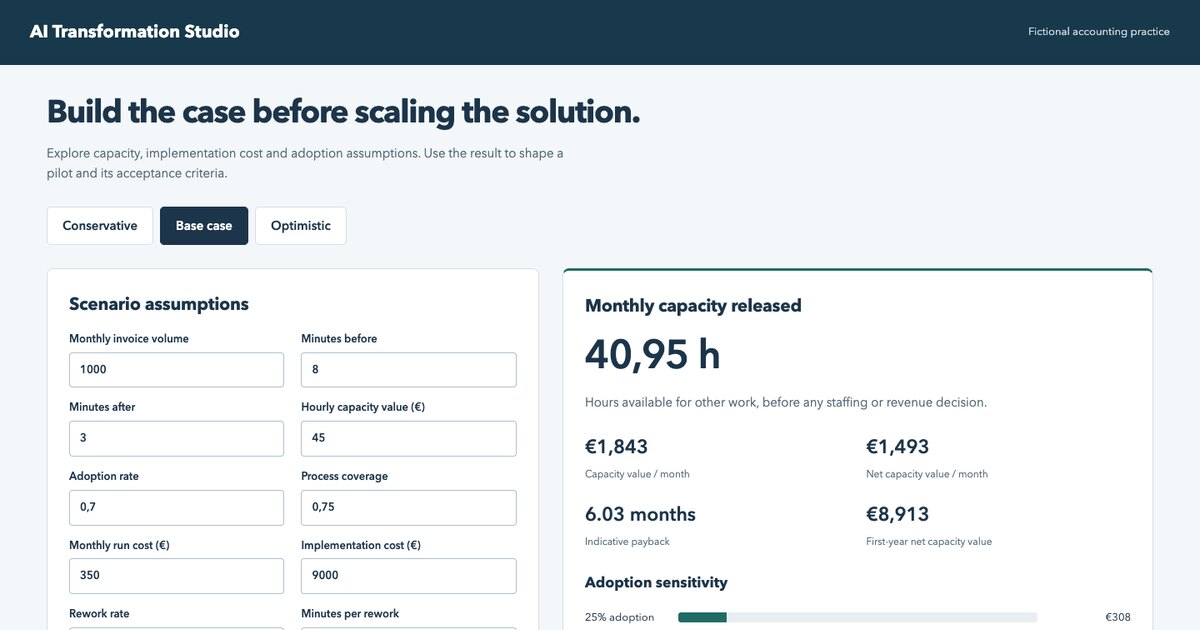 AI Transformation Studio
Fictional accounting practice
Build the case before scaling the solution.
Explore capacity, implementation cost and adoption assumptions. Use the result to shape a
pilot and its acceptance criteria.
Conservative
Base case
Optimistic
Scenario assumptions
Monthly invoice volume
Minutes before
1000
8
Minutes after
Hourly capacity value (€)
3
45
Adoption rate
Process coverage
0,7
0,75
Monthly run cost (€)
Implementation cost (€)
350
9000
Rework rate
Minutes per rework
Monthly capacity released
40,95 h
Hours available for other work, before any staffing or revenue decision.
€1,843
€1,493
Capacity value / month
Net capacity value / month
6.03 months
€8,913
Indicative payback
First-year net capacity value
Adoption sensitivity
25% adoption
€308